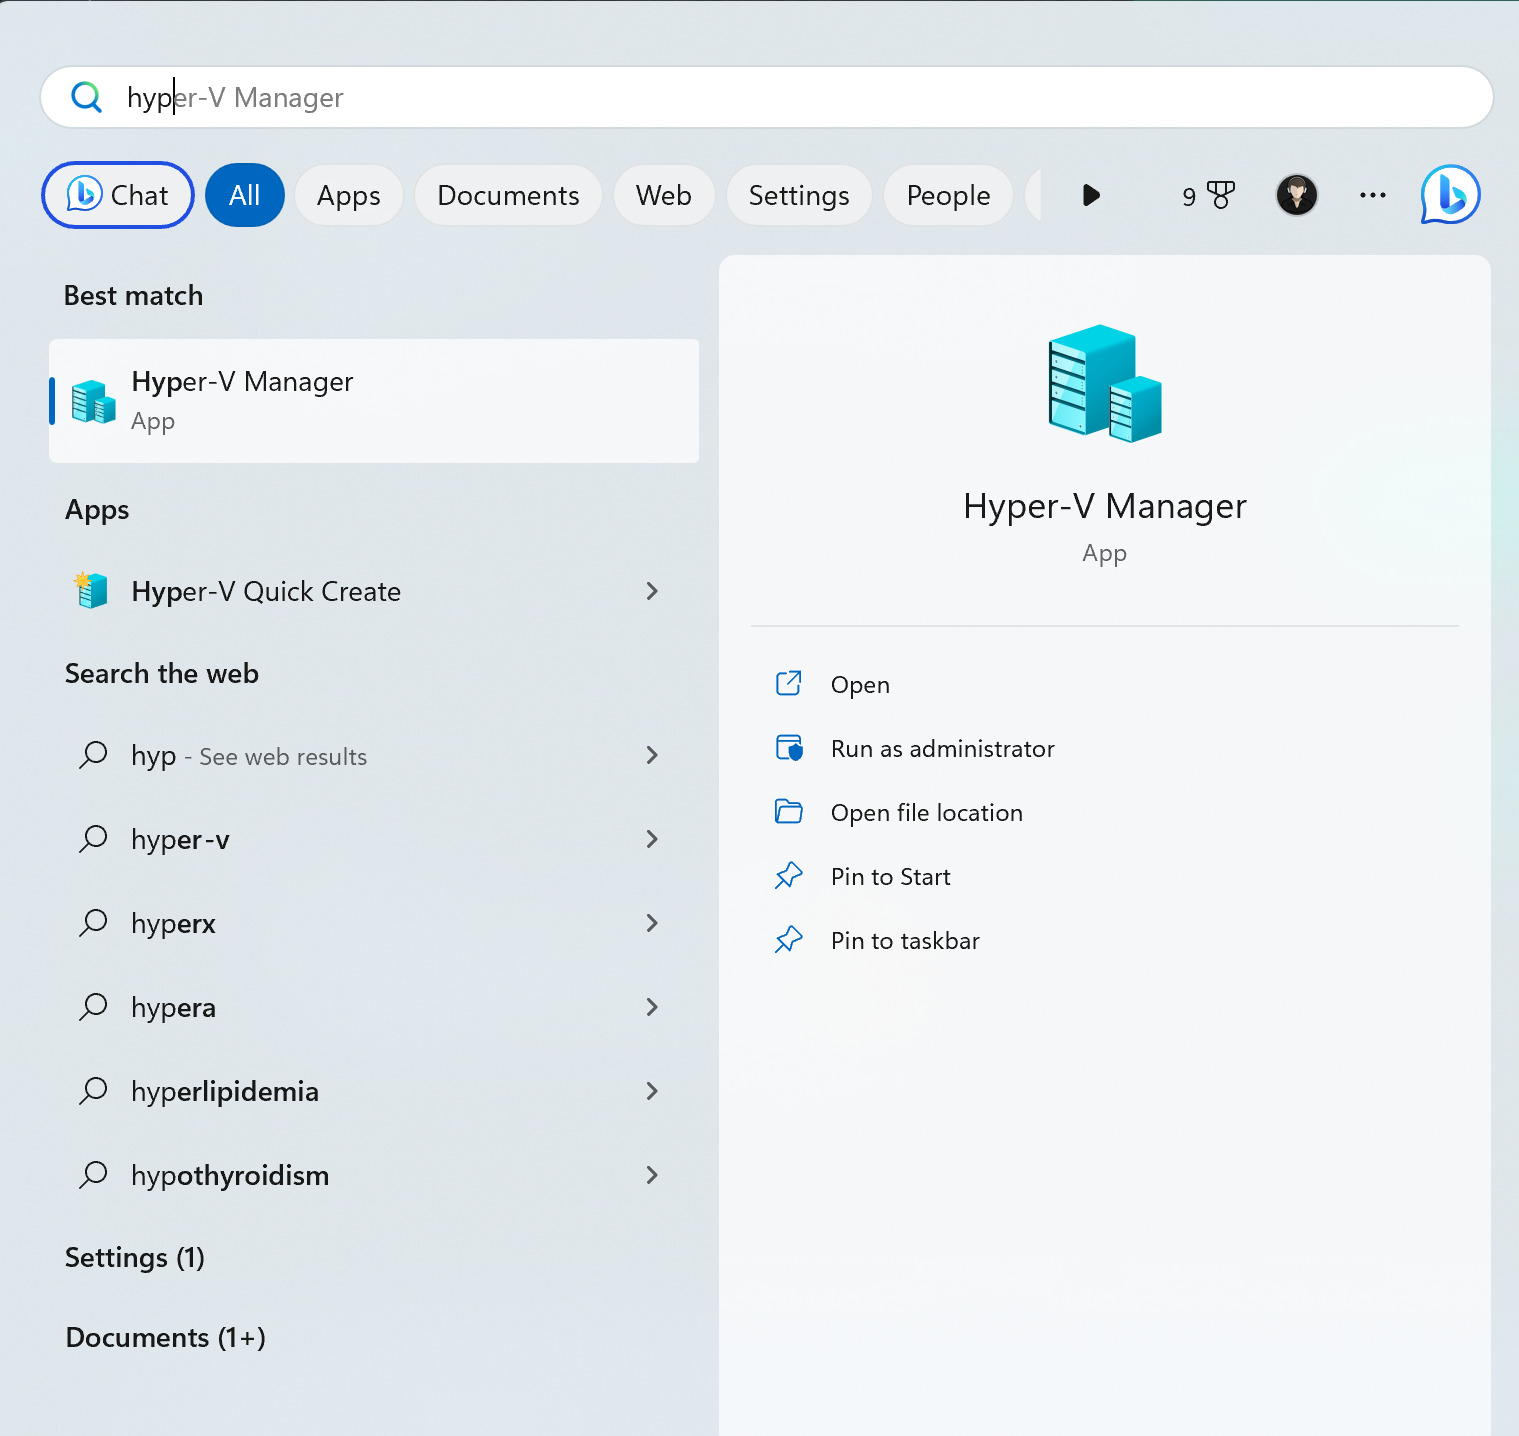 hyper-V Manager
Chat All Apps Documents Web Settings People 9
Best match
Hyper-V Manager
App
Apps
Hyper-V Quick Create
Search the web
hyp - See web results
hyper-v
hyperx
hypera
hyperlipidemia
hypothyroidism
Settings (1)
Documents (1+)
Hyper-V Manager
App
Open
Run as administrator
Open file location
Pin to Start
Pin to taskbar